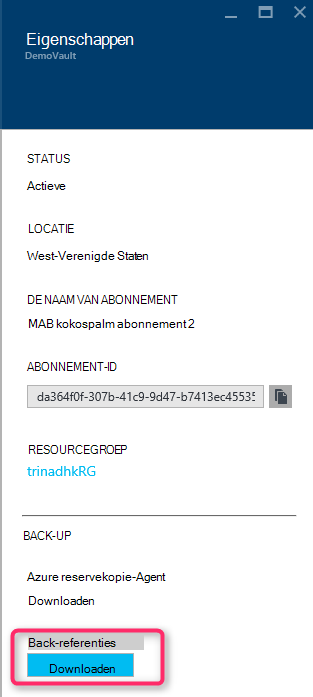 Eigenschappen
DemoVault
STATUS
Actieve
LOCATIE
West-Verenigde Staten
DE NAAM VAN ABONNEMENT
MAB kokospalm abonnement 2
ABONNEMENT-ID
da364f0f-307b-41c9-9d47-b7413ec45535
RESOURCEGROEP
trinadhkRG
BACK-UP
Azure reservekopie-Agent
Downloaden
Back-referenties
Downloaden